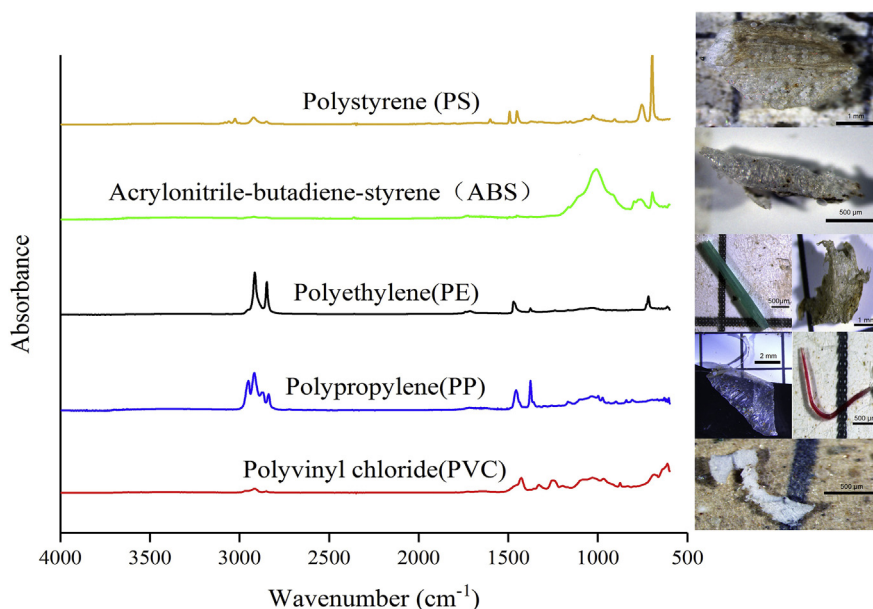 Polystyrene (PS)
Acrylonitrile-butadiene-styrene（ABS）
Polyethylene(PE)
Polypropylene(PP)
Polyvinyl chloride(PVC)
Absorbance
4000 3500 3000 2500 2000 1500 1000 500
Wavenumber (cm⁻¹)
1 mm
500 μm
500μm
1 mm
2 mm
500 μm
500 μm